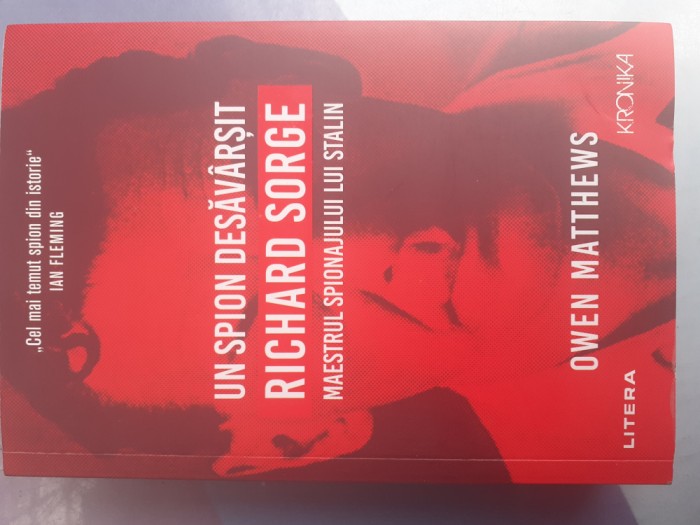 „Cel mai temut spion din istorie“
IAN FLEMING
UN SPION DESĂVÂRȘIT
RICHARD SORGE
MAESTRUL SPIONAJULUI LUI STALIN
OWEN MATTHEWS
LITERA
KRONIKA